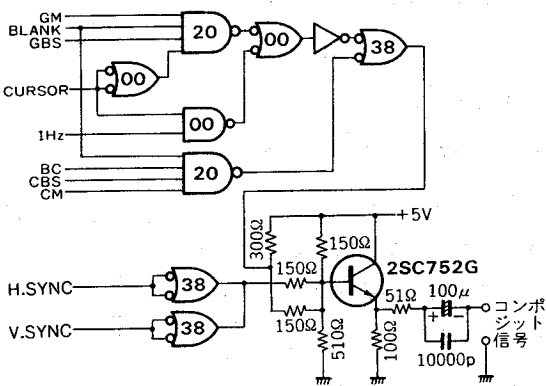 GM
BLANK
GBS
20
00
38
CURSOR
00
00
1Hz
20
BC
CBS
CM
+5V
300Ω
150Ω
2SC752G
H.SYNC
38
150Ω
51Ω
100μ
+ −
コンポ
ジット
信号
V.SYNC
38
150Ω
510Ω
100Ω
10000p